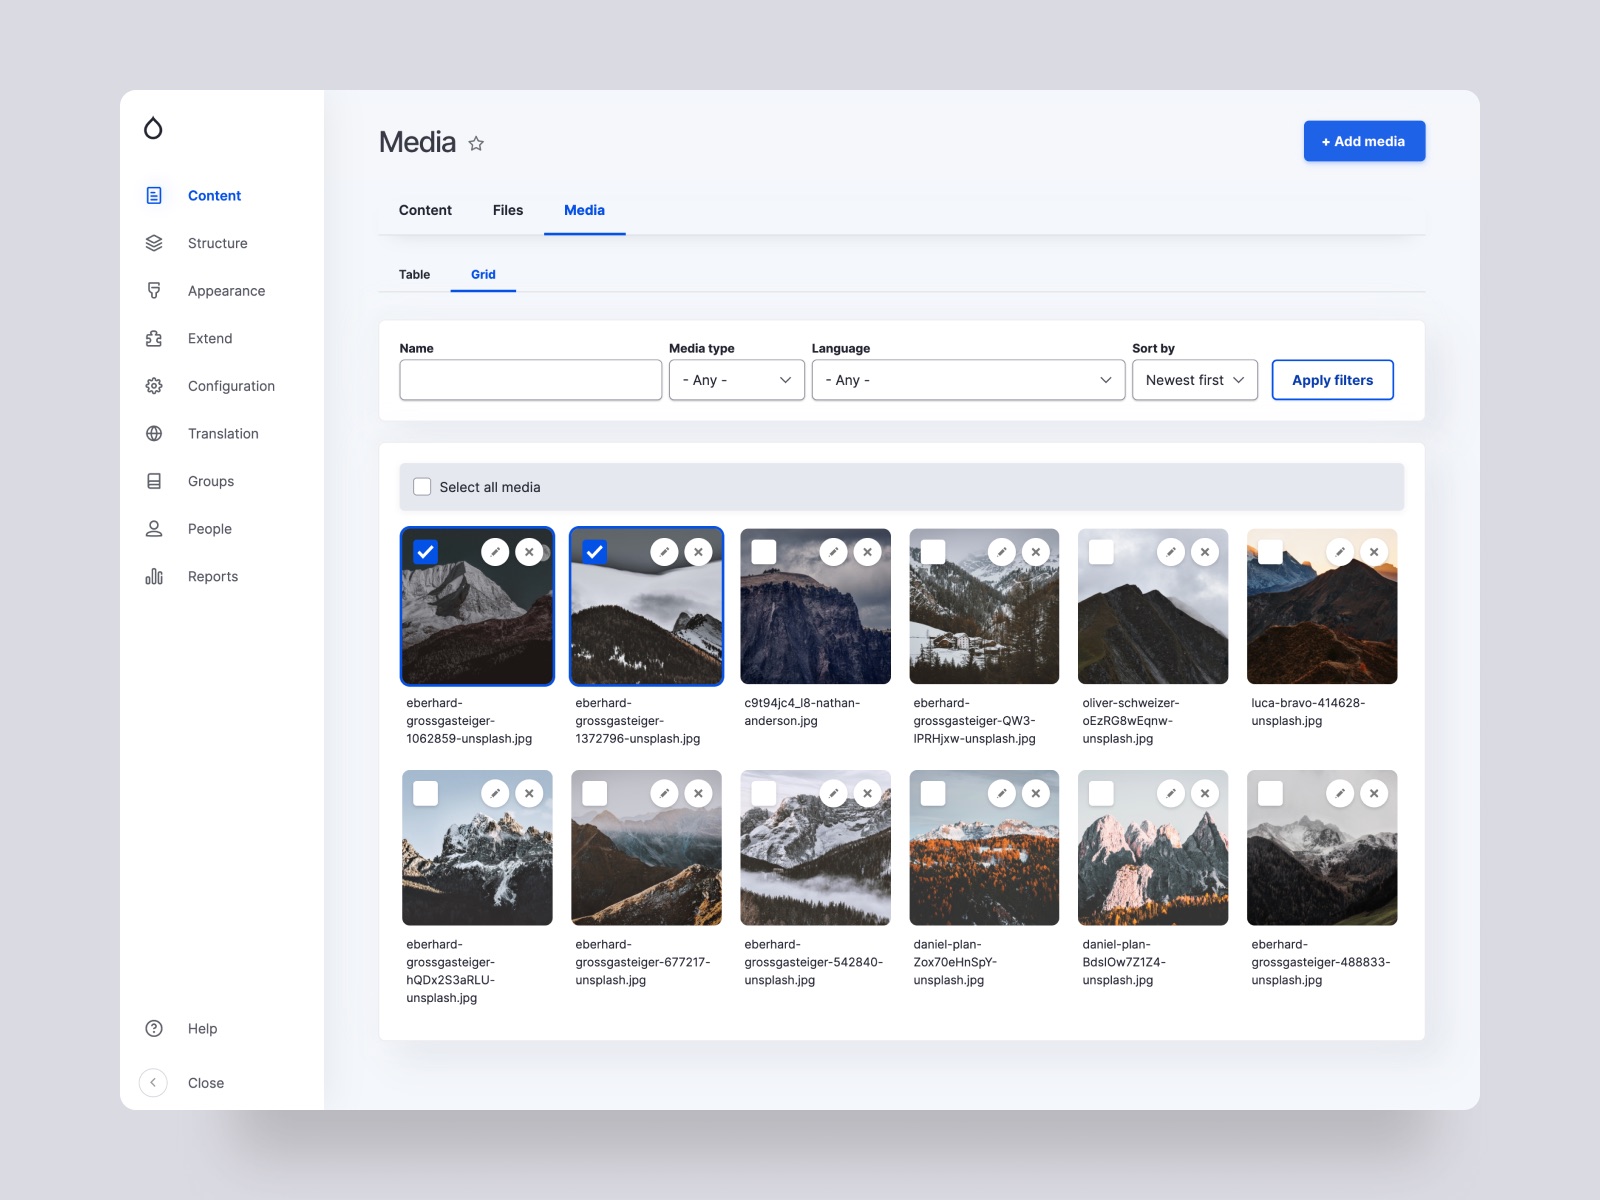 Media
+ Add media
Content
Structure
Appearance
Extend
Configuration
Translation
Groups
People
Reports
Help
Close
Content Files Media
Table Grid
Name Media type Language Sort by
- Any - - Any - Newest first Apply filters
Select all media
eberhard-
grossgasteiger-
1062859-unsplash.jpg
eberhard-
grossgasteiger-
1372796-unsplash.jpg
c9t94jc4_l8-nathan-
anderson.jpg
eberhard-
grossgasteiger-QW3-
IPRHjxw-unsplash.jpg
oliver-schweizer-
oEzRG8wEqnw-
unsplash.jpg
luca-bravo-414628-
unsplash.jpg
eberhard-
grossgasteiger-
hQDx2S3aRLU-
unsplash.jpg
eberhard-
grossgasteiger-677217-
unsplash.jpg
eberhard-
grossgasteiger-542840-
unsplash.jpg
daniel-plan-
Zox70eHnSpY-
unsplash.jpg
daniel-plan-
BdsIOw7Z1Z4-
unsplash.jpg
eberhard-
grossgasteiger-488833-
unsplash.jpg